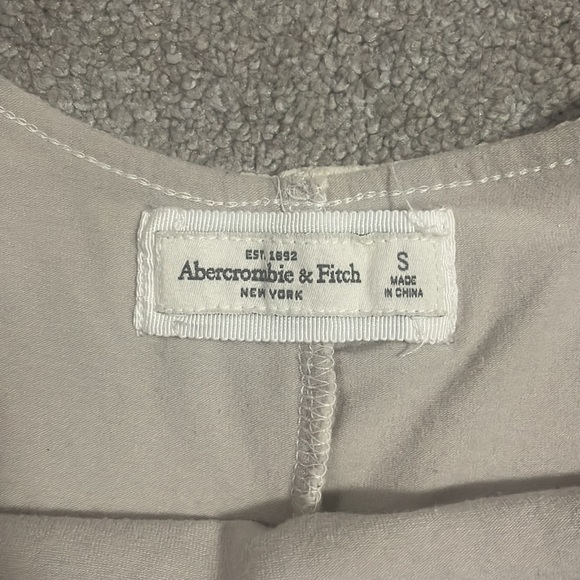 EST. 1892
Abercrombie & Fitch
NEW YORK
S
MADE
IN CHINA